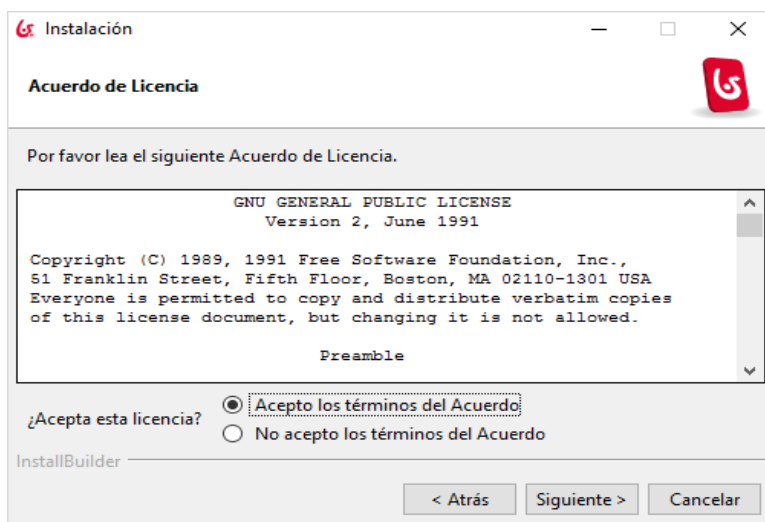 Instalación
Acuerdo de Licencia
Por favor lea el siguiente Acuerdo de Licencia.
GNU GENERAL PUBLIC LICENSE
Version 2, June 1991
Copyright (C) 1989, 1991 Free Software Foundation, Inc.,
51 Franklin Street, Fifth Floor, Boston, MA 02110-1301 USA
Everyone is permitted to copy and distribute verbatim copies
of this license document, but changing it is not allowed.
Preamble
¿Acepta esta licencia?
Acepto los términos del Acuerdo
No acepto los términos del Acuerdo
InstallBuilder
< Atrás
Siguiente >
Cancelar